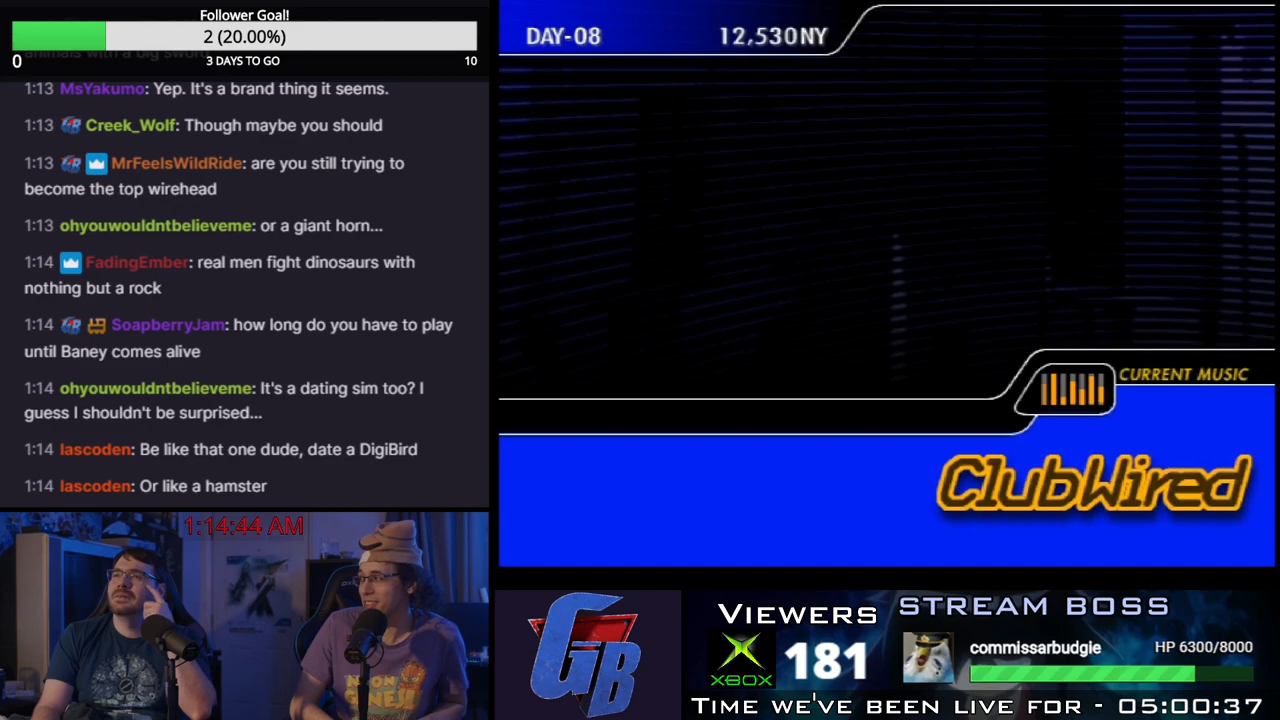 Follower Goal!
2 (20.00%)
0
3 DAYS TO GO
10
animals with a big sword
1:13 MsYakumo: Yep. It's a brand thing it seems.
1:13 Creek_Wolf: Though maybe you should
1:13 MrFeelsWildRide: are you still trying to
become the top wirehead
1:13 ohyouwouldntbelieveme: or a giant horn...
1:14 FadingEmber: real men fight dinosaurs with
nothing but a rock
1:14 SoapberryJam: how long do you have to play
until Baney comes alive
1:14 ohyouwouldntbelieveme: It's a dating sim too? I
guess I shouldn't be surprised...
1:14 lascoden: Be like that one dude, date a DigiBird
1:14 lascoden: Or like a hamster
1:14:44 AM
DAY-08
12,530NY
CURRENT MUSIC
ClubWired
GB
VIEWERS
XBOX
181
STREAM BOSS
commissarbudgie
HP 6300/8000
TIME WE'VE BEEN LIVE FOR - 05:00:37